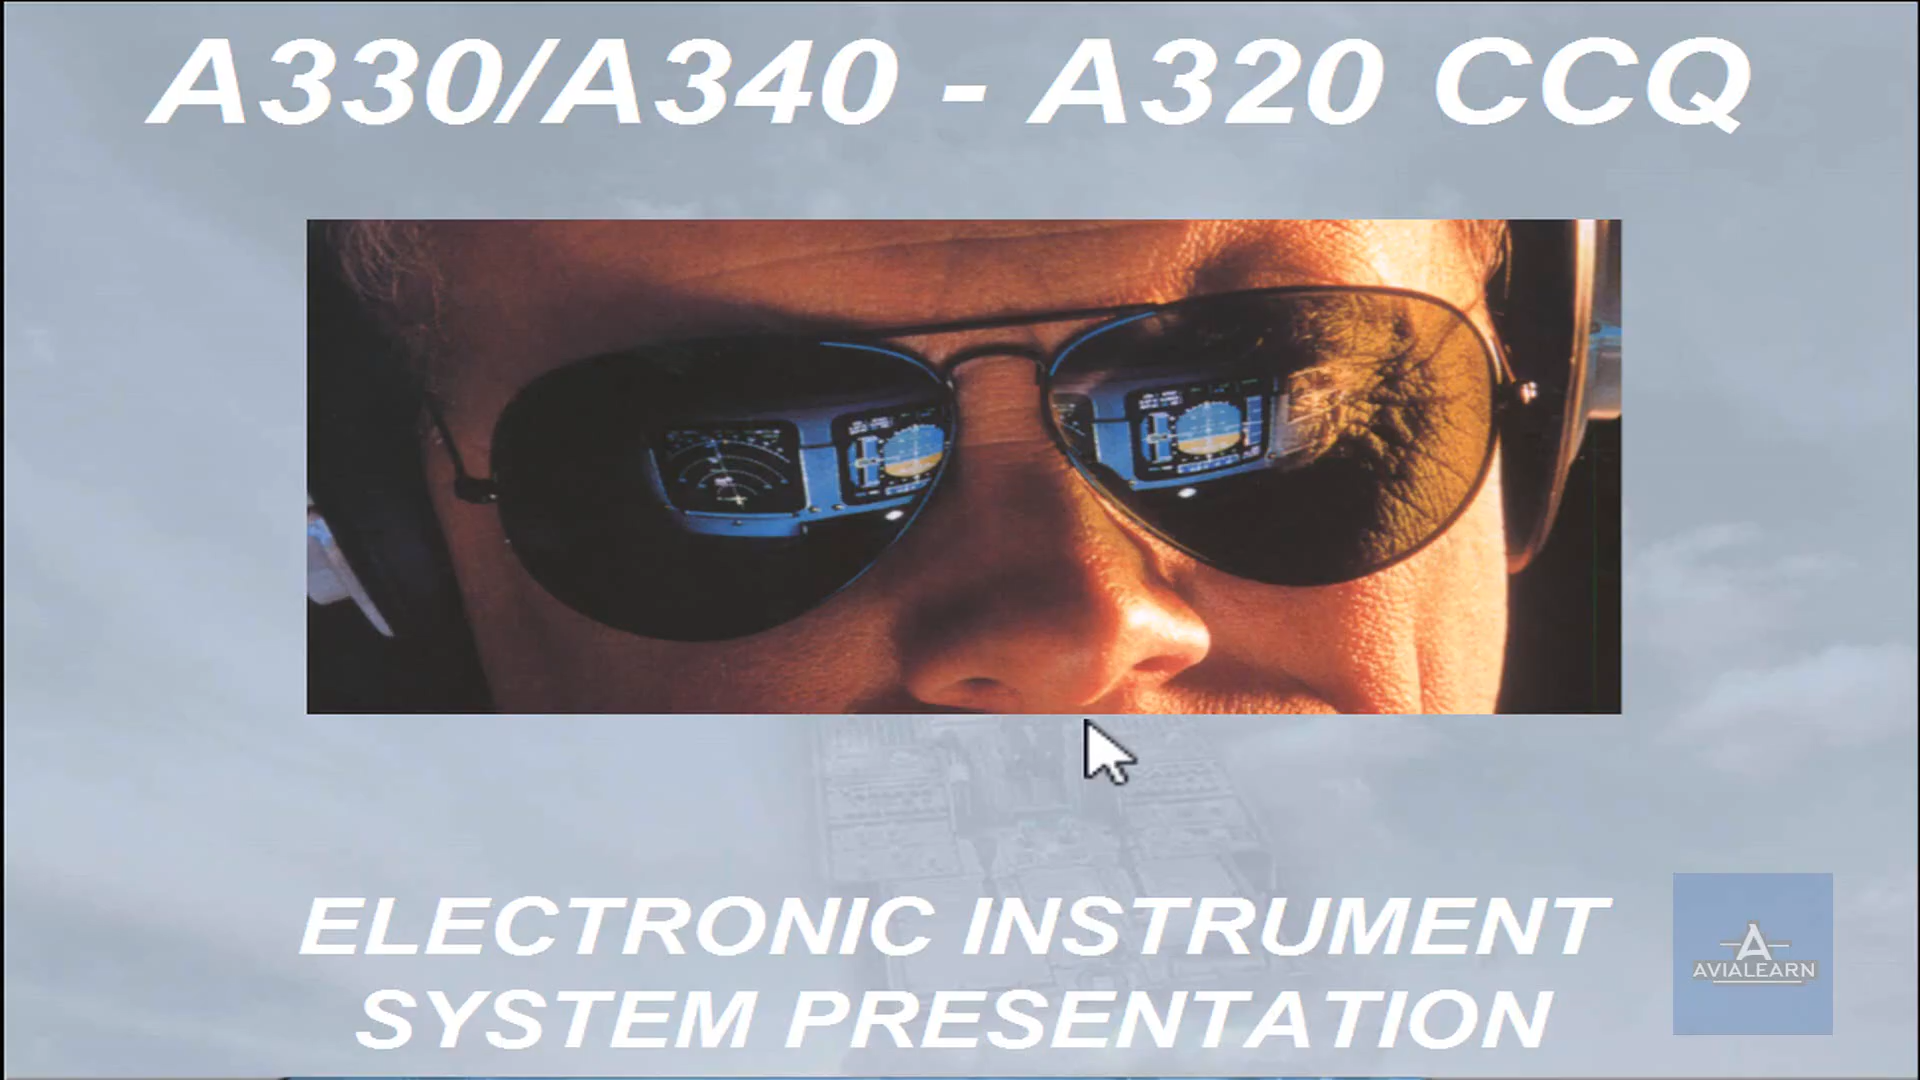 A330/A340 - A320 CCQ
ELECTRONIC INSTRUMENT
SYSTEM PRESENTATION
A
AVIALEARN